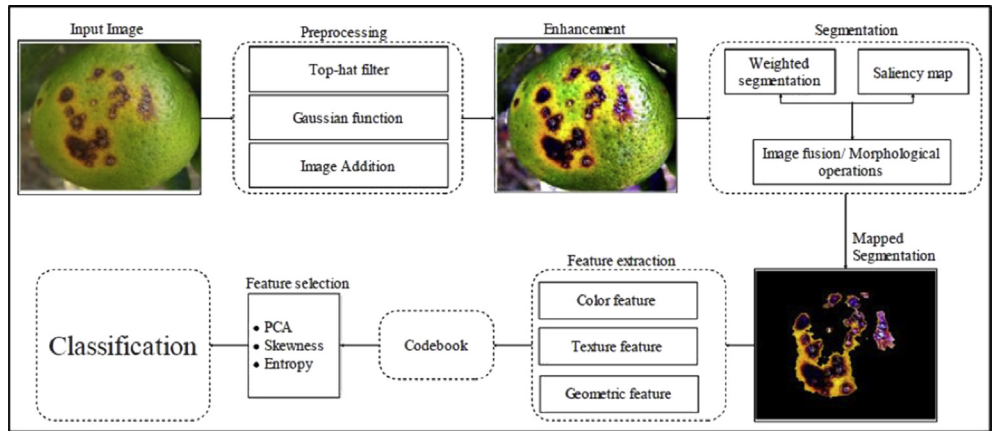 Input Image
Preprocessing
Top-hat filter
Gaussian function
Image Addition
Enhancement
Segmentation
Weighted
segmentation
Saliency map
Image fusion/ Morphological
operations
Mapped
Segmentation
Feature extraction
Color feature
Texture feature
Geometric feature
Codebook
Feature selection
• PCA
• Skewness
• Entropy
Classification